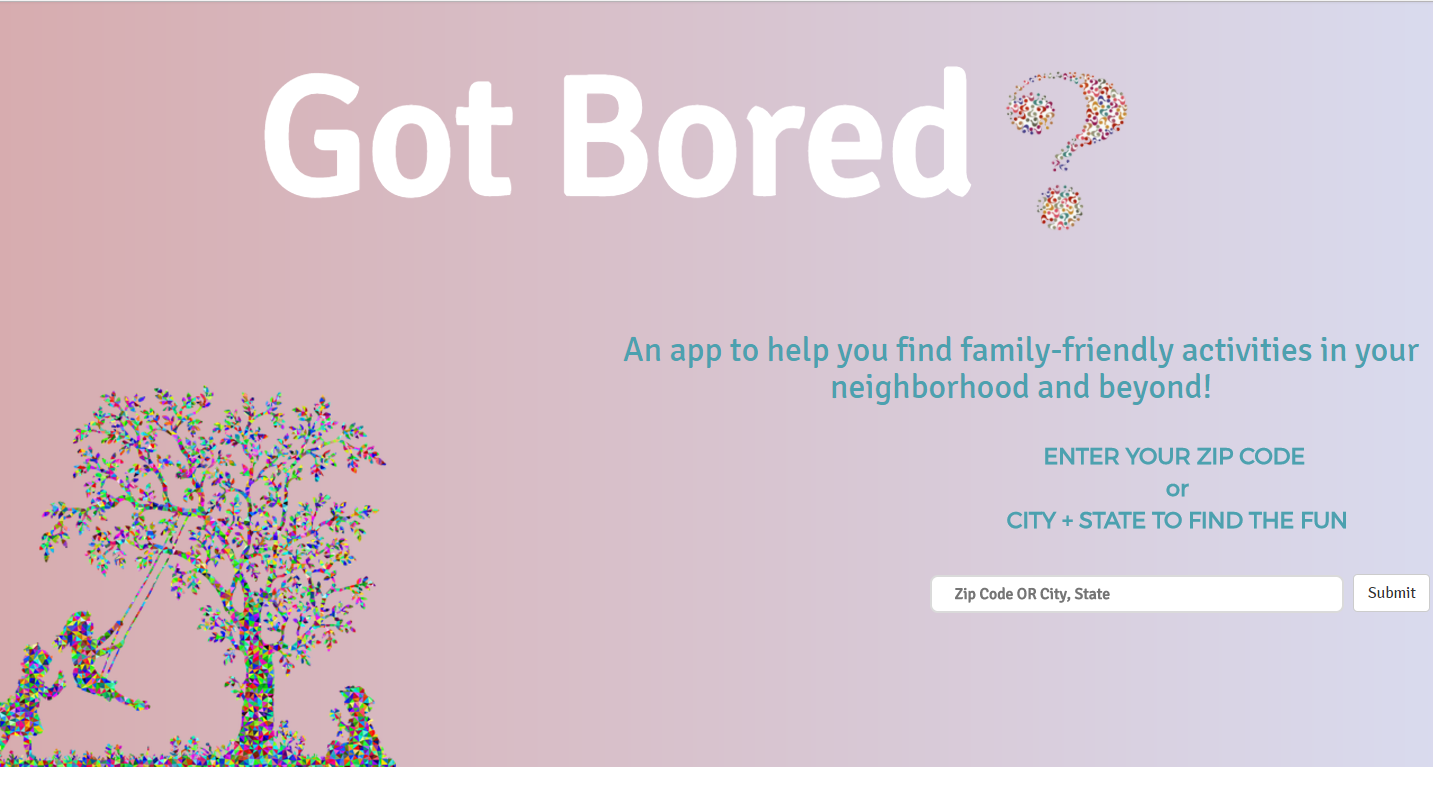 Got Bored?
An app to help you find family-friendly activities in your
neighborhood and beyond!
ENTER YOUR ZIP CODE
or
CITY + STATE TO FIND THE FUN
Zip Code OR City, State
Submit